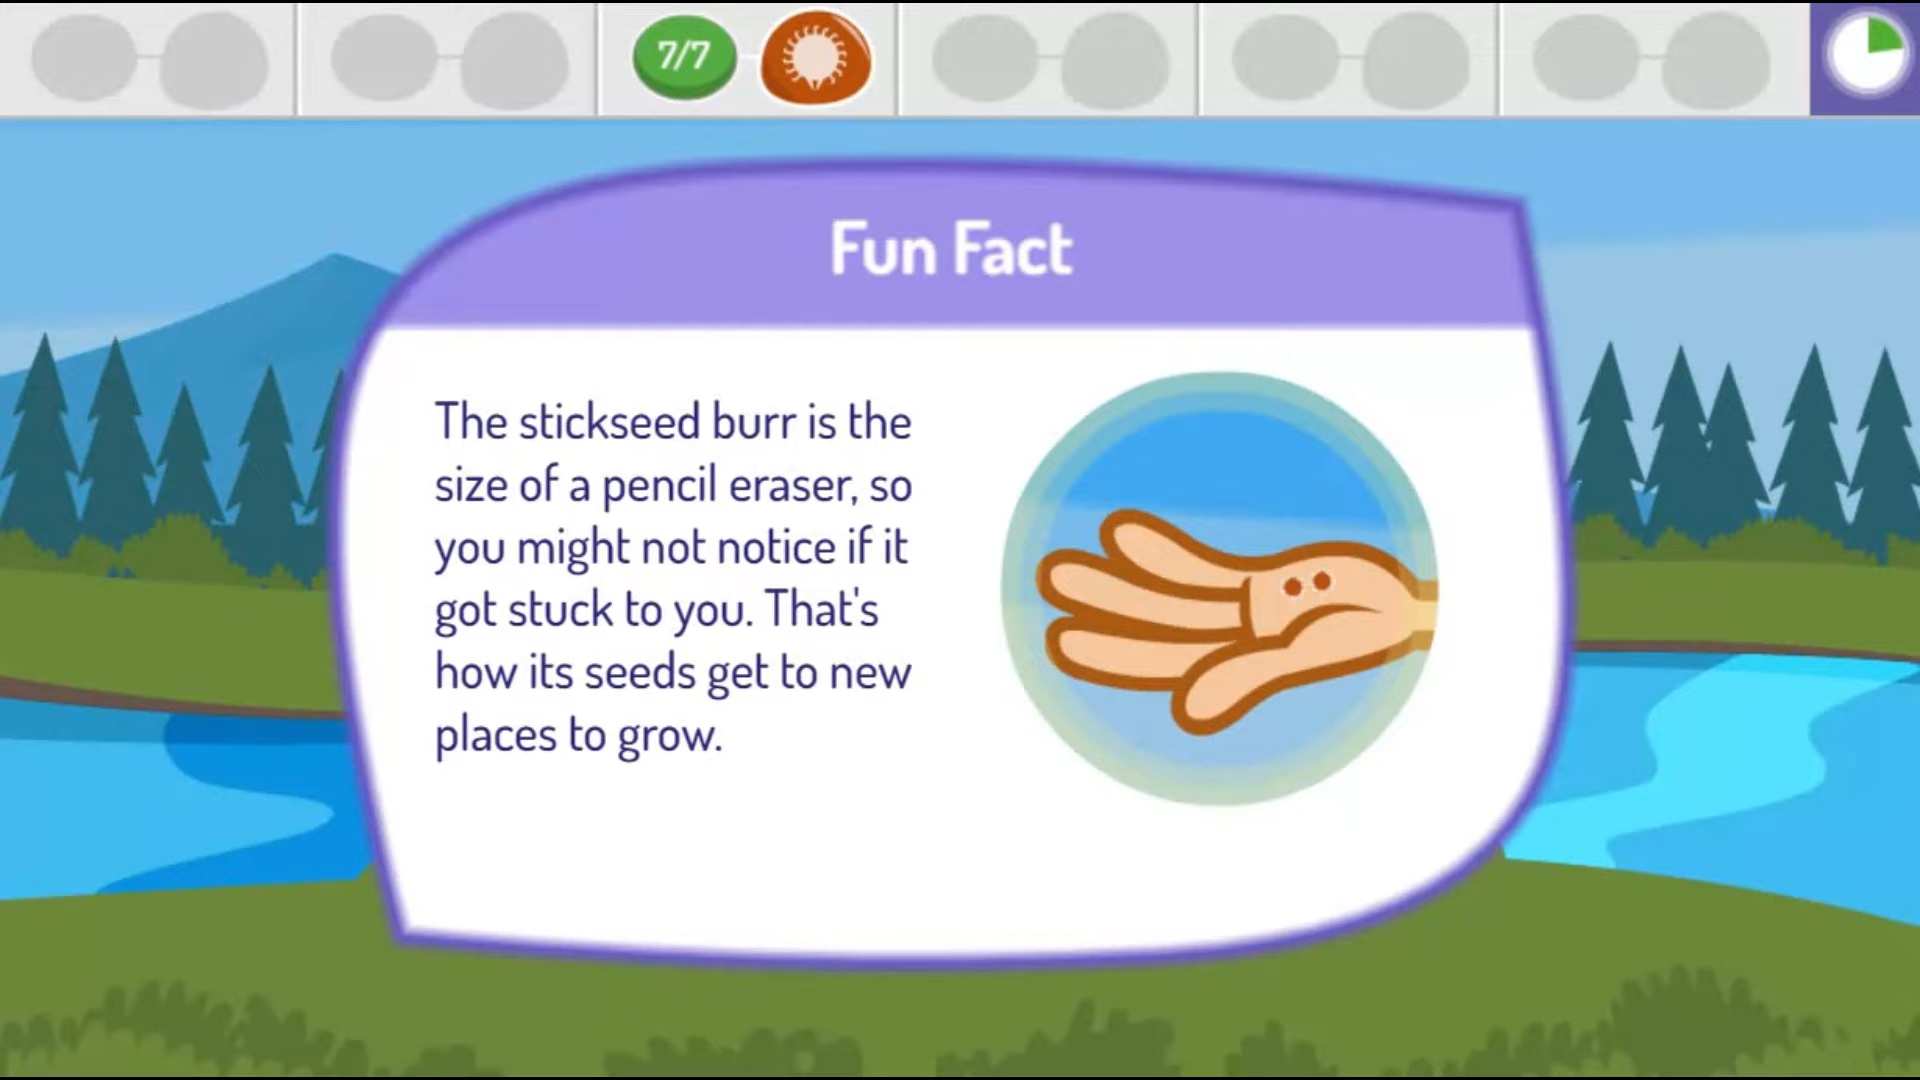 7/7
Fun Fact
The stickseed burr is the
size of a pencil eraser, so
you might not notice if it
got stuck to you. That's
how its seeds get to new
places to grow.